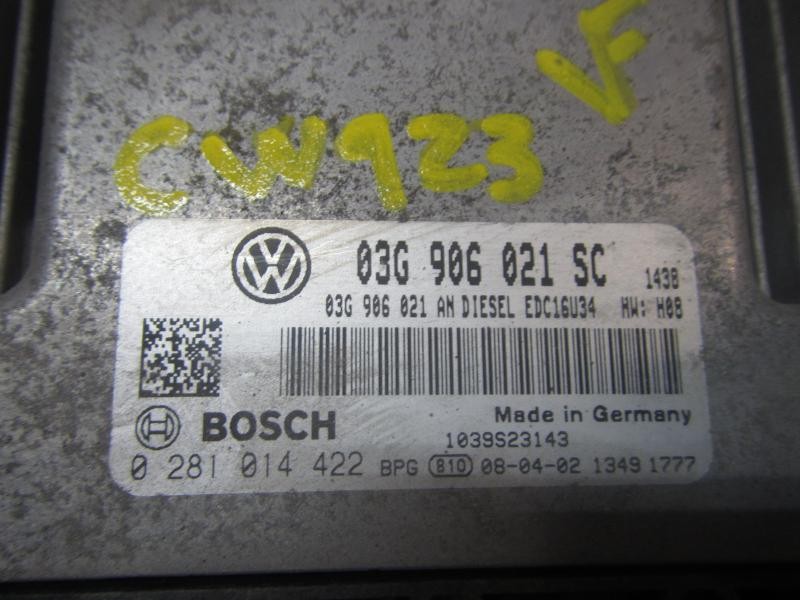 VF
CW923
VW
03G 906 021 SC 1438
03G 906 021 AN DIESEL EDC16U34 HW: H08
BOSCH Made in Germany
1039S23143
0 281 014 422 BPG 810 08-04-02 1349 1777